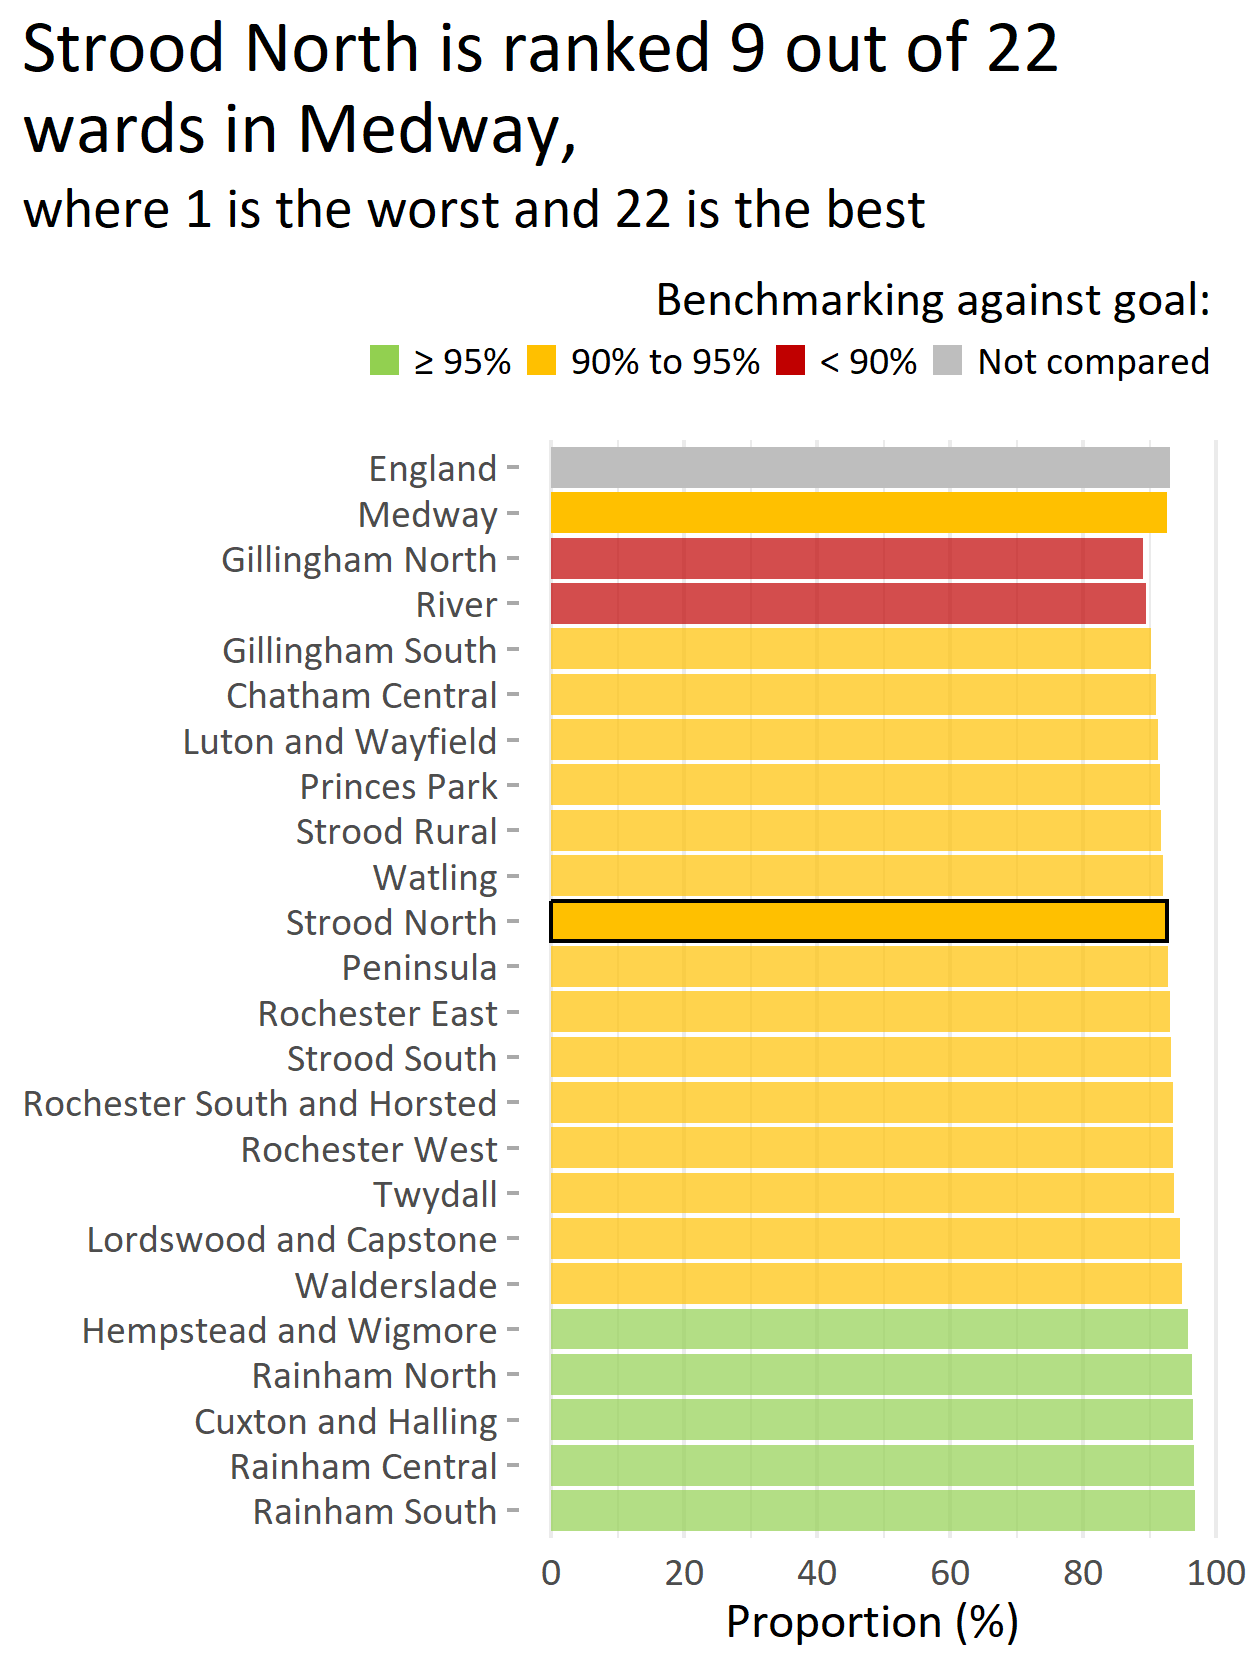 Strood North is ranked 9 out of 22
wards in Medway,
where 1 is the worst and 22 is the best
Benchmarking against goal:
≥ 95% 90% to 95% < 90% Not compared
England
Medway
Gillingham North
River
Gillingham South
Chatham Central
Luton and Wayfield
Princes Park
Strood Rural
Watling
Strood North
Peninsula
Rochester East
Strood South
Rochester South and Horsted
Rochester West
Twydall
Lordswood and Capstone
Walderslade
Hempstead and Wigmore
Rainham North
Cuxton and Halling
Rainham Central
Rainham South
0 20 40 60 80 100
Proportion (%)